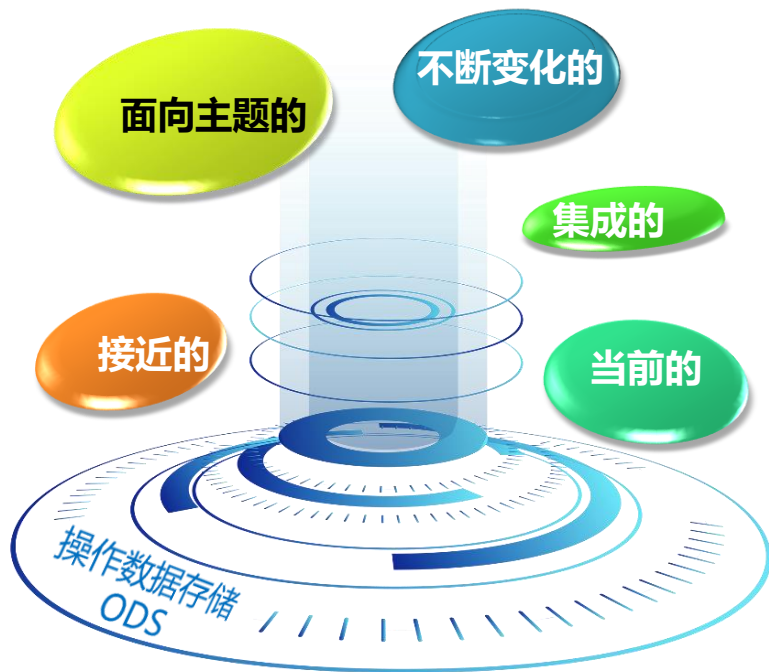 不断变化的
面向主题的
集成的
接近的
当前的
操作数据存储
ODS